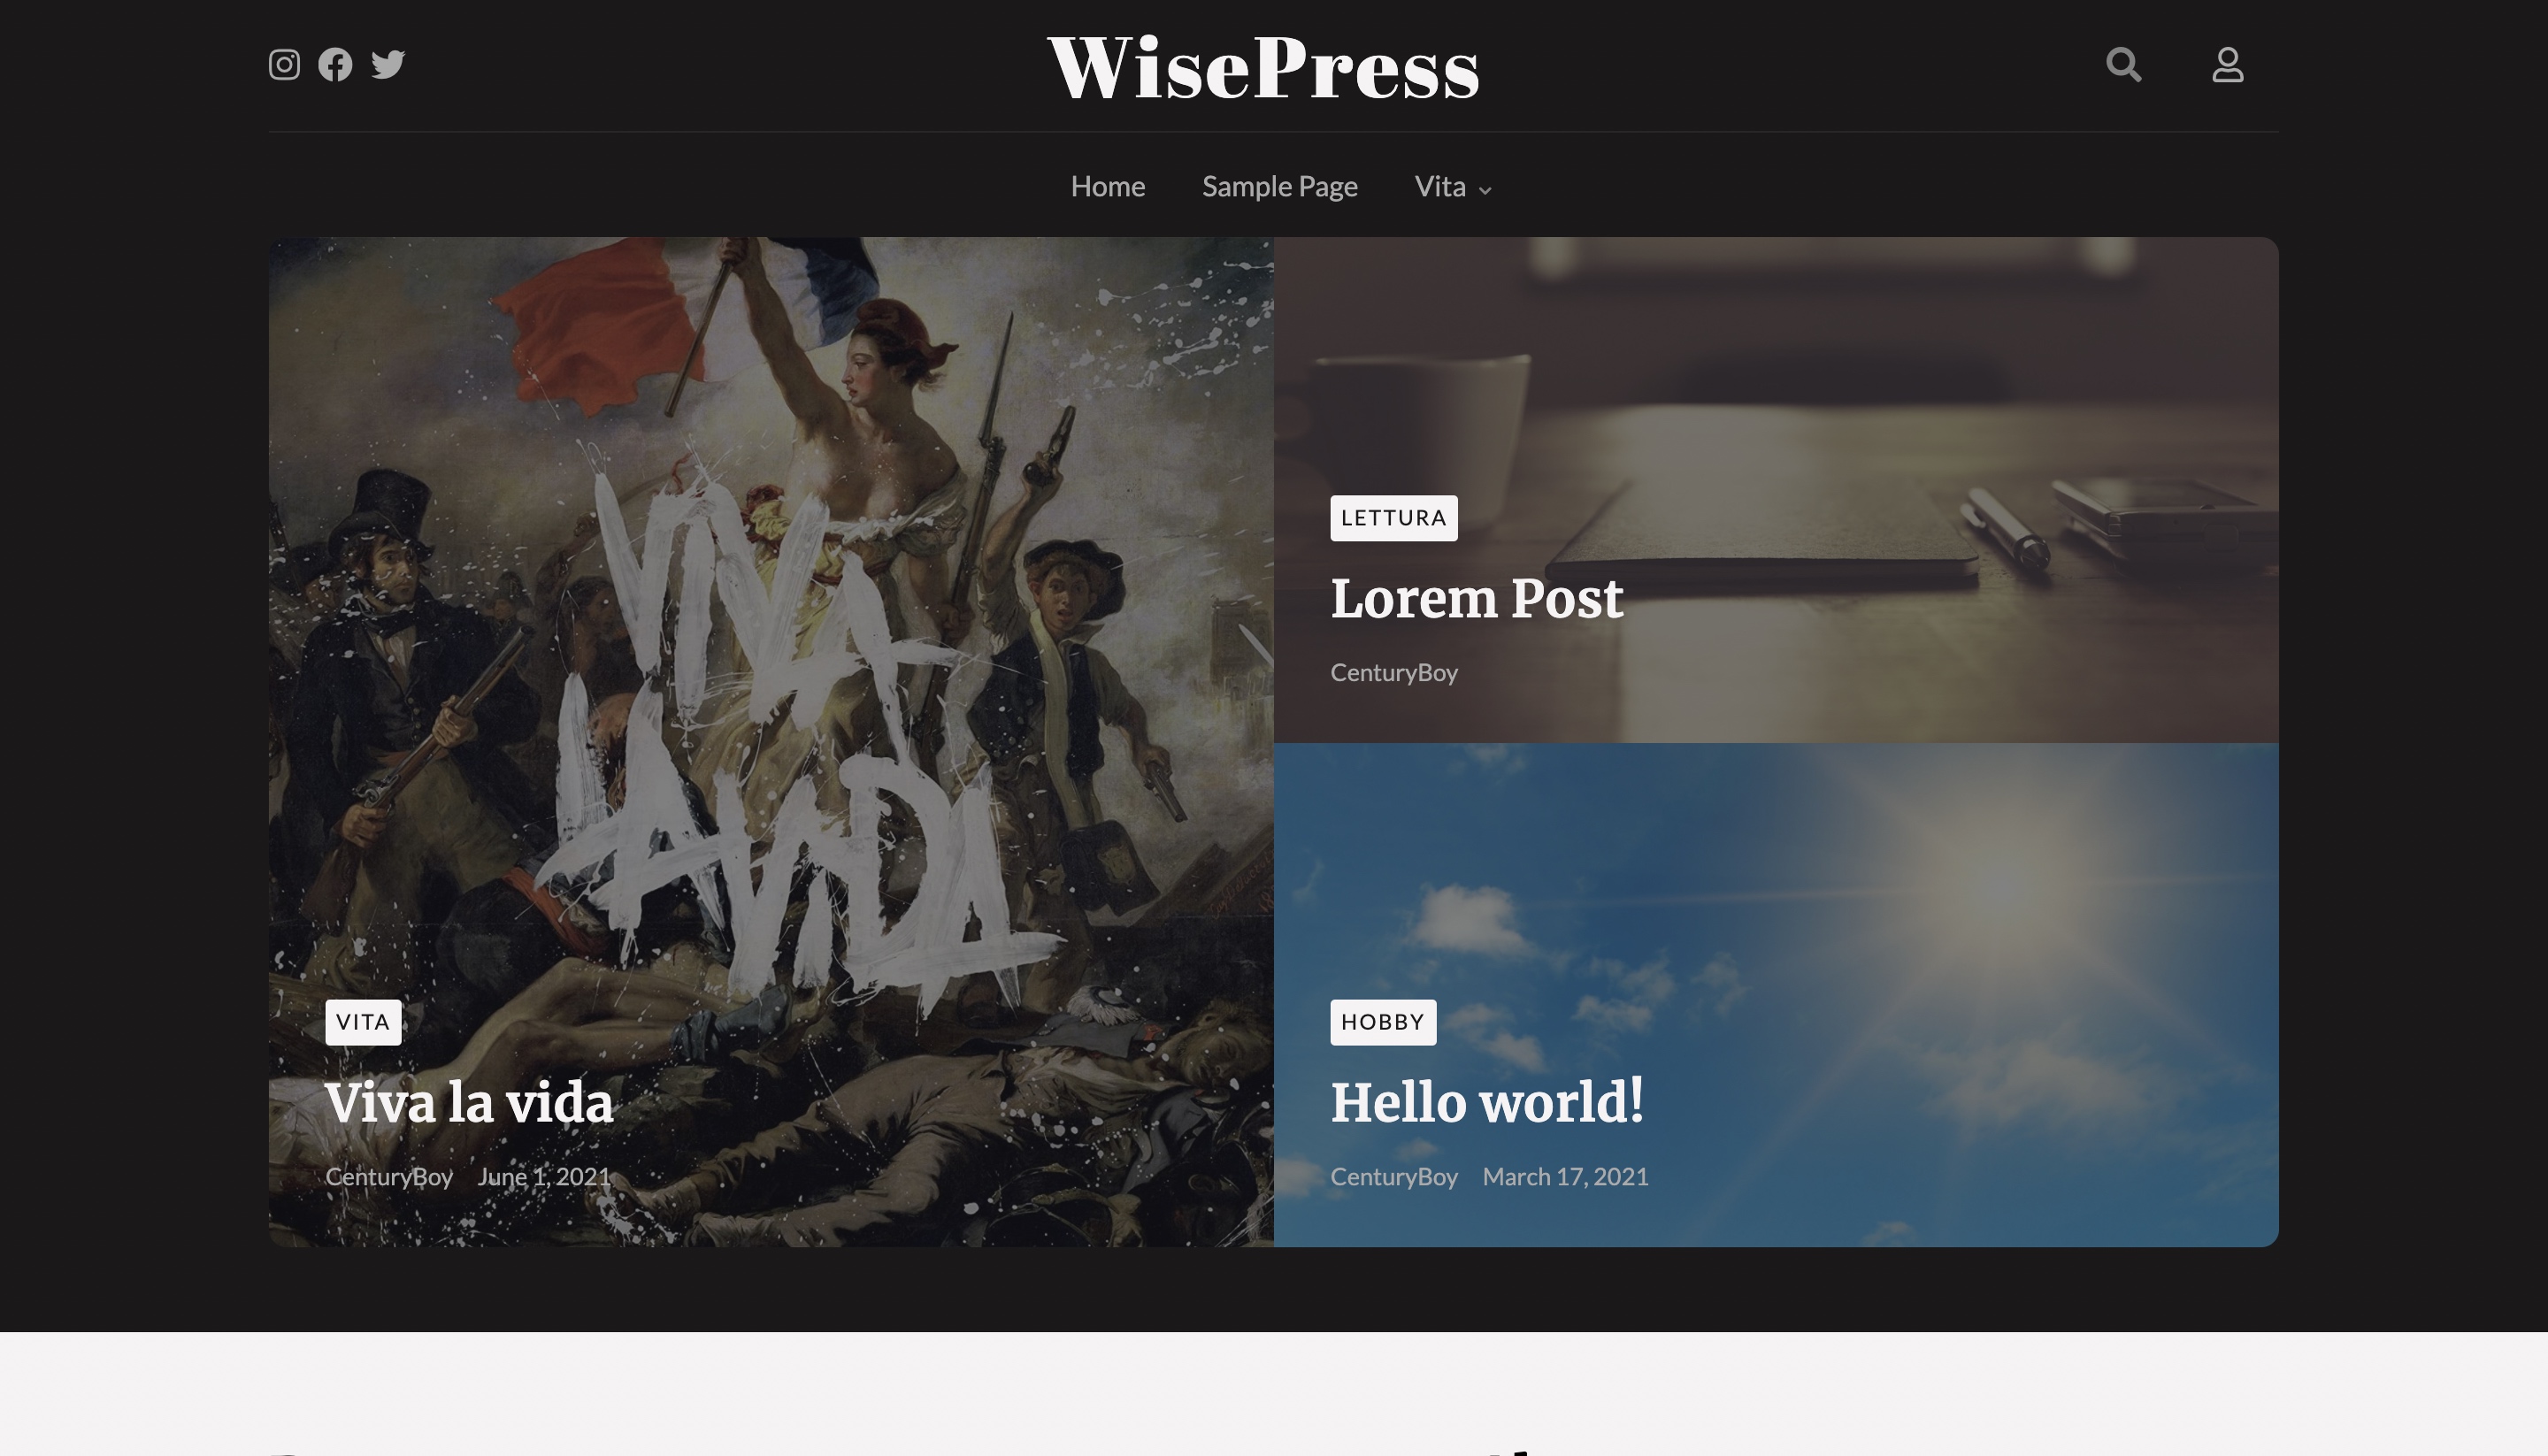 WisePress
Home Sample Page Vita
VIVA
LA VIDA
LETTURA
Lorem Post
CenturyBoy
VITA
Viva la vida
CenturyBoy June 1, 2021
HOBBY
Hello world!
CenturyBoy March 17, 2021